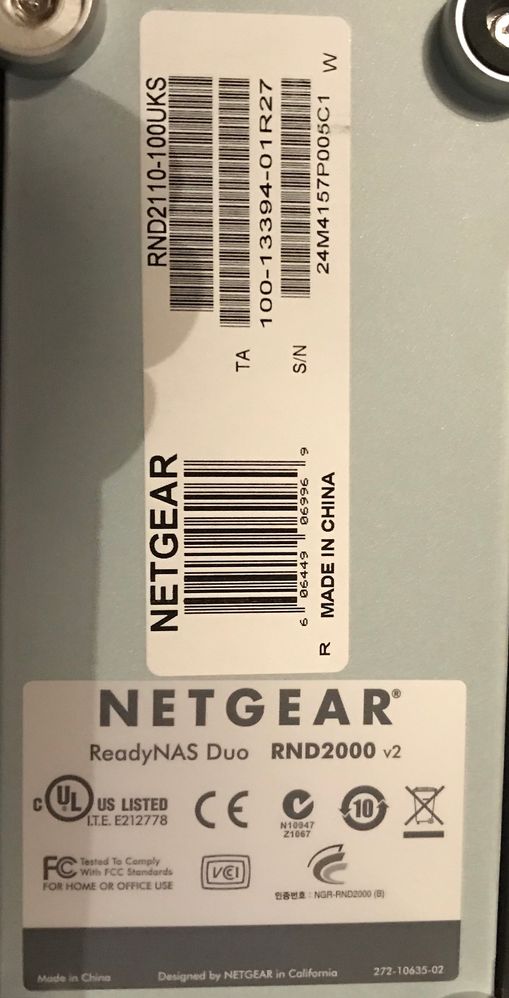 RND2110-100UKS
TA
100-13394-01R27
S/N
24M4157P005C1
W
NETGEAR
6 06449 06996 9
R MADE IN CHINA
NETGEAR®
ReadyNAS Duo RND2000 v2
C UL US LISTED
I.T.E. E212778
CE
N10947
Z1067
10
FC Tested To Comply
With FCC Standards
FOR HOME OR OFFICE USE
VCI
인증번호 : NGR-RND2000 (B)
Made in China
Designed by NETGEAR in California
272-10635-02